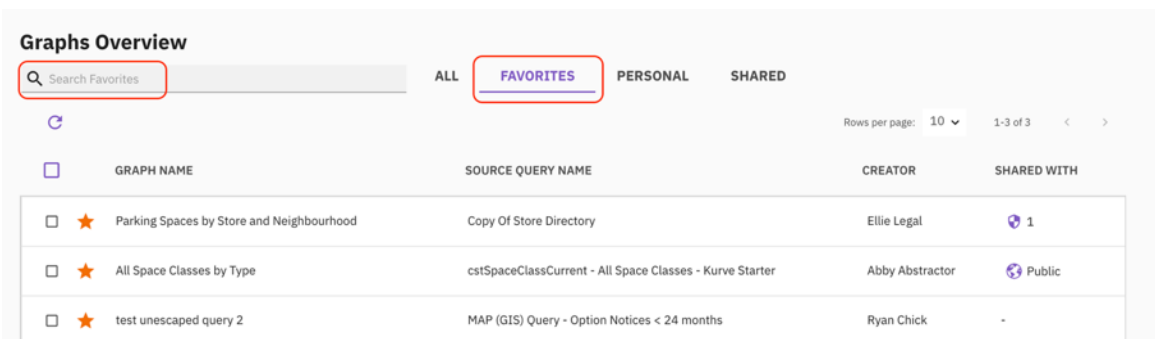 Graphs Overview
Search Favorites
ALL FAVORITES PERSONAL SHARED
Rows per page: 10 1-3 of 3
GRAPH NAME SOURCE QUERY NAME CREATOR SHARED WITH
Parking Spaces by Store and Neighbourhood Copy Of Store Directory Ellie Legal 1
All Space Classes by Type cstSpaceClassCurrent - All Space Classes - Kurve Starter Abby Abstractor Public
test unescaped query 2 MAP (GIS) Query - Option Notices < 24 months Ryan Chick -